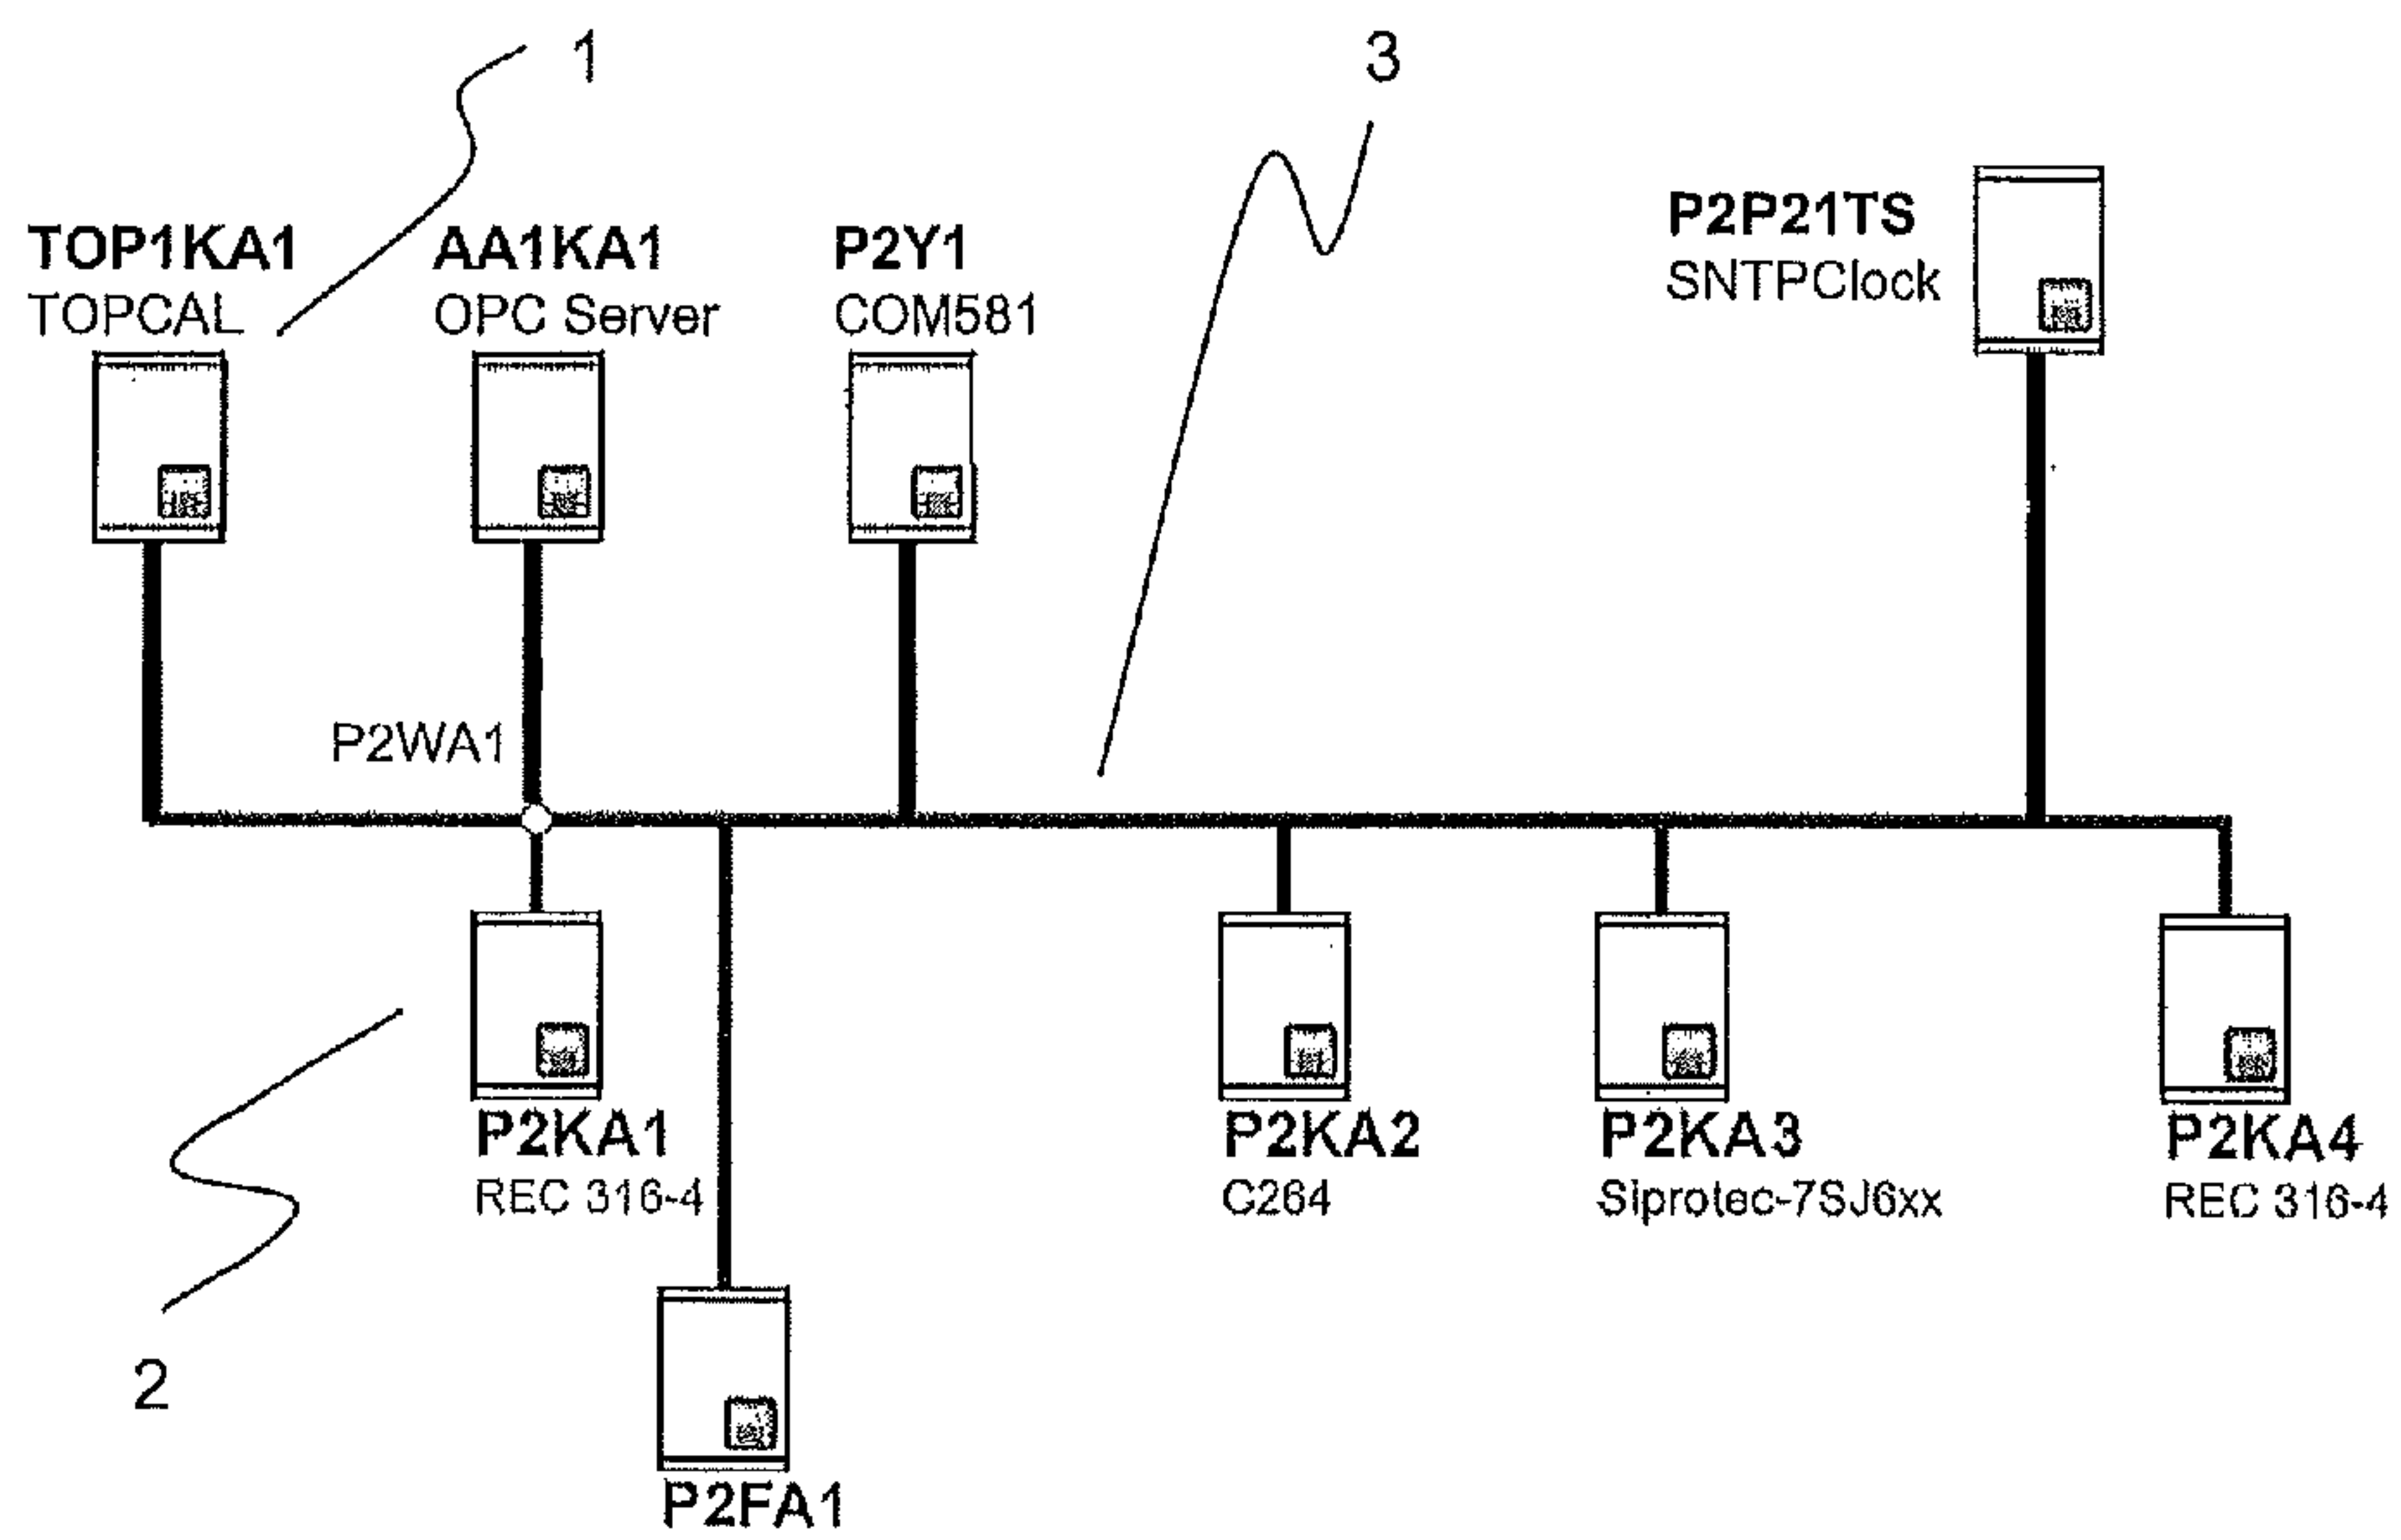 1
3
TOP1KA1
TOPCAL
AA1KA1
OPC Server
P2Y1
COM581
P2P21TS
SNTPClock
P2WA1
P2KA1
REC 316-4
P2KA2
C264
P2KA3
Siprotec-7SJ6xx
P2KA4
REC 316-4
2
P2FA1